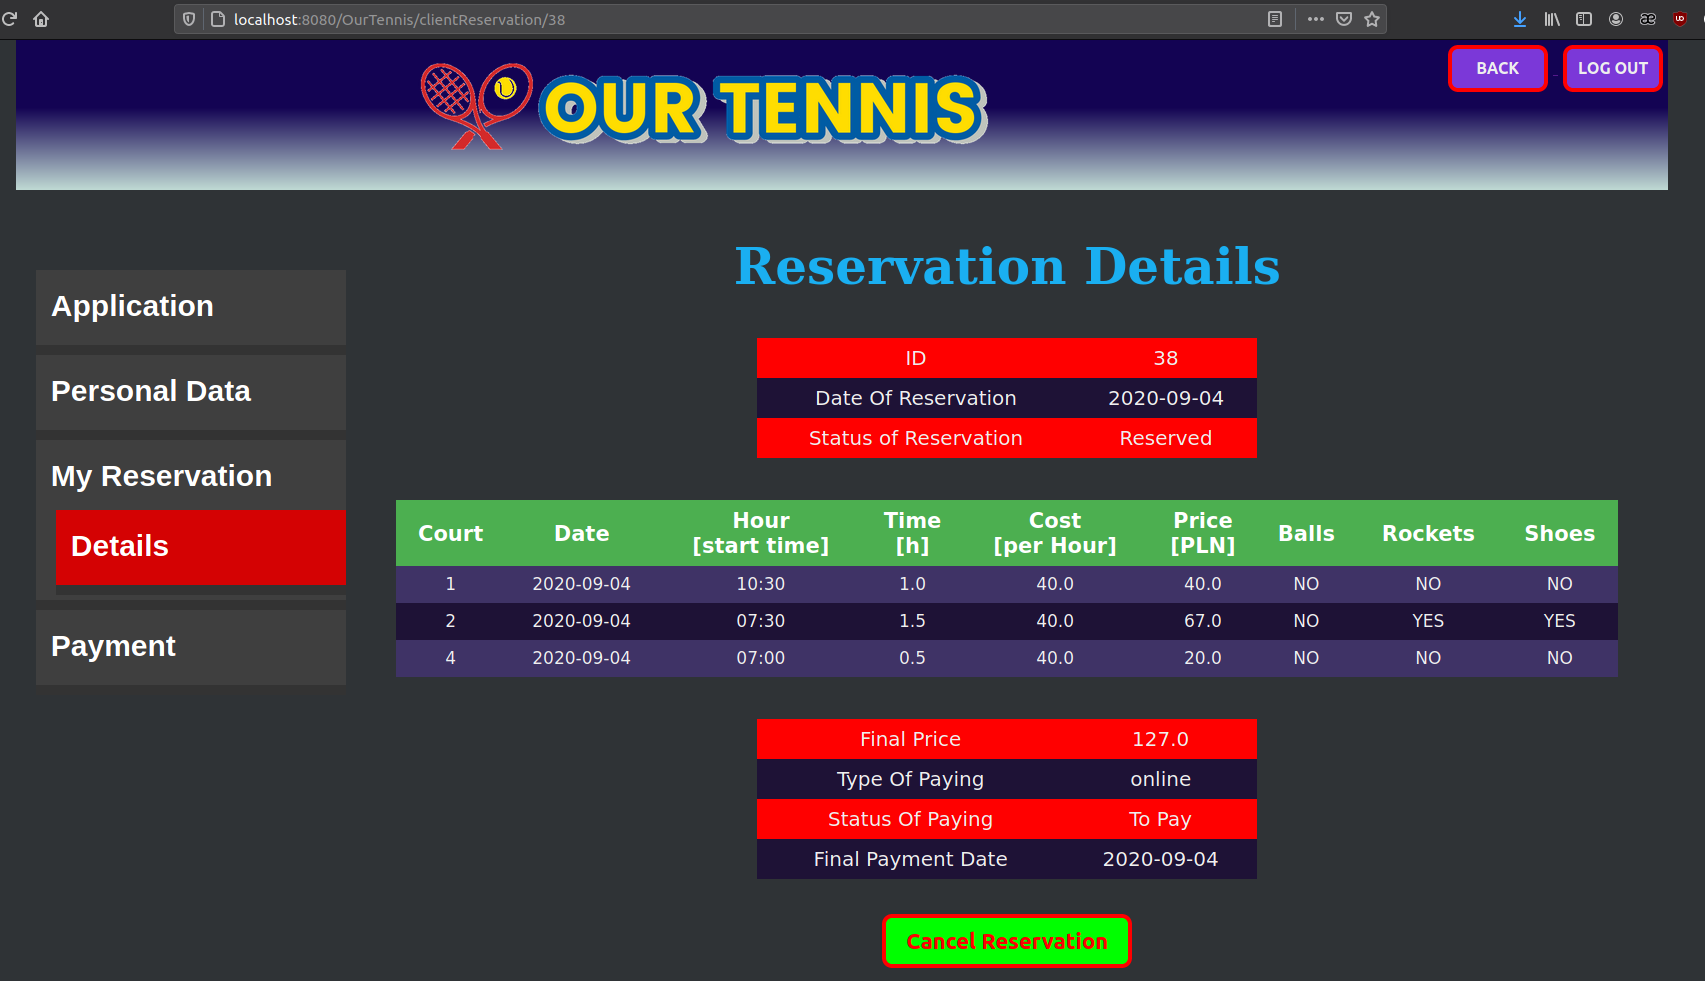 localhost:8080/OurTennis/clientReservation/38
BACK
LOG OUT
OUR TENNIS
Reservation Details
Application
Personal Data
My Reservation
Details
Payment
ID 38
Date Of Reservation 2020-09-04
Status of Reservation Reserved
Court Date Hour [start time] Time [h] Cost [per Hour] Price [PLN] Balls Rockets Shoes
1 2020-09-04 10:30 1.0 40.0 40.0 NO NO NO
2 2020-09-04 07:30 1.5 40.0 67.0 NO YES YES
4 2020-09-04 07:00 0.5 40.0 20.0 NO NO NO
Final Price 127.0
Type Of Paying online
Status Of Paying To Pay
Final Payment Date 2020-09-04
Cancel Reservation